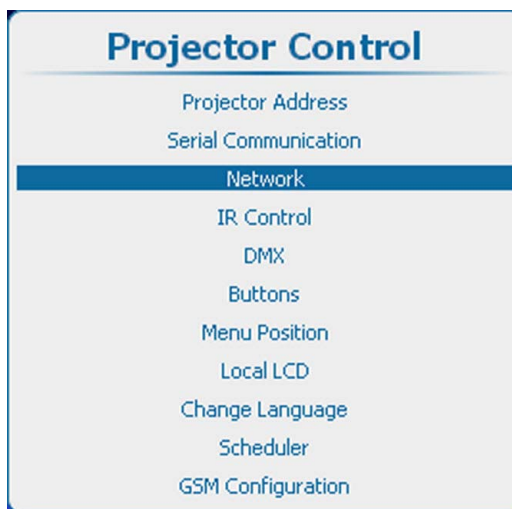 Projector Control
Projector Address
Serial Communication
Network
IR Control
DMX
Buttons
Menu Position
Local LCD
Change Language
Scheduler
GSM Configuration